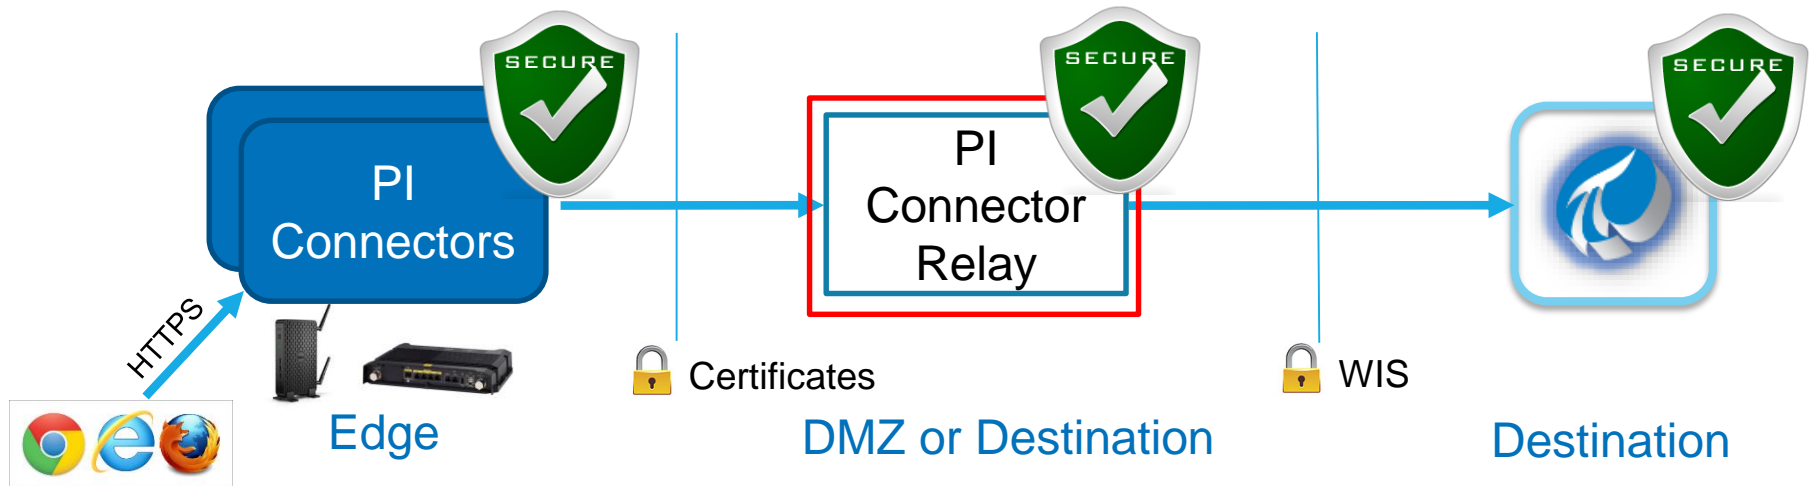 SECURE
SECURE
SECURE
PI
Connectors
PI
Connector
Relay
HTTPS
Certificates
WIS
Edge
DMZ or Destination
Destination